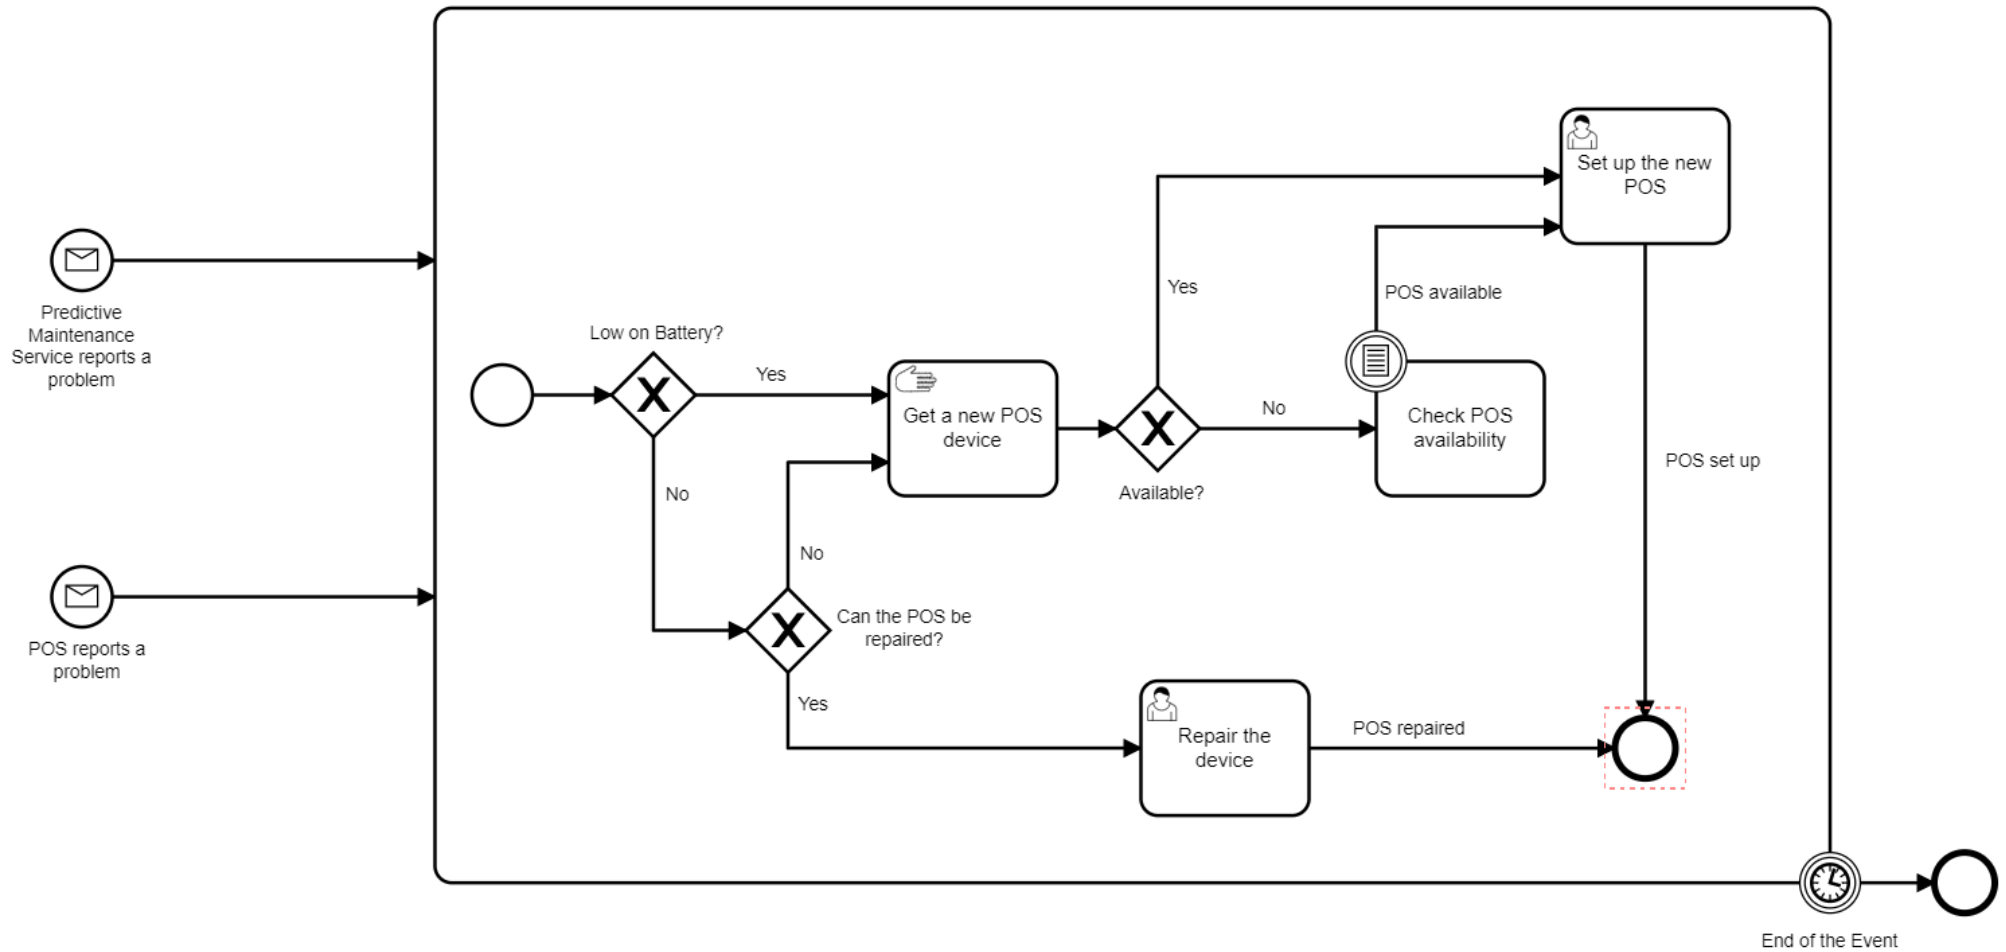 Predictive
Maintenance
Service reports a
problem
POS reports a
problem
Low on Battery?
Yes
No
No
Can the POS be
repaired?
Yes
Get a new POS
device
Available?
Yes
No
POS available
Check POS
availability
Set up the new
POS
POS set up
Repair the
device
POS repaired
End of the Event